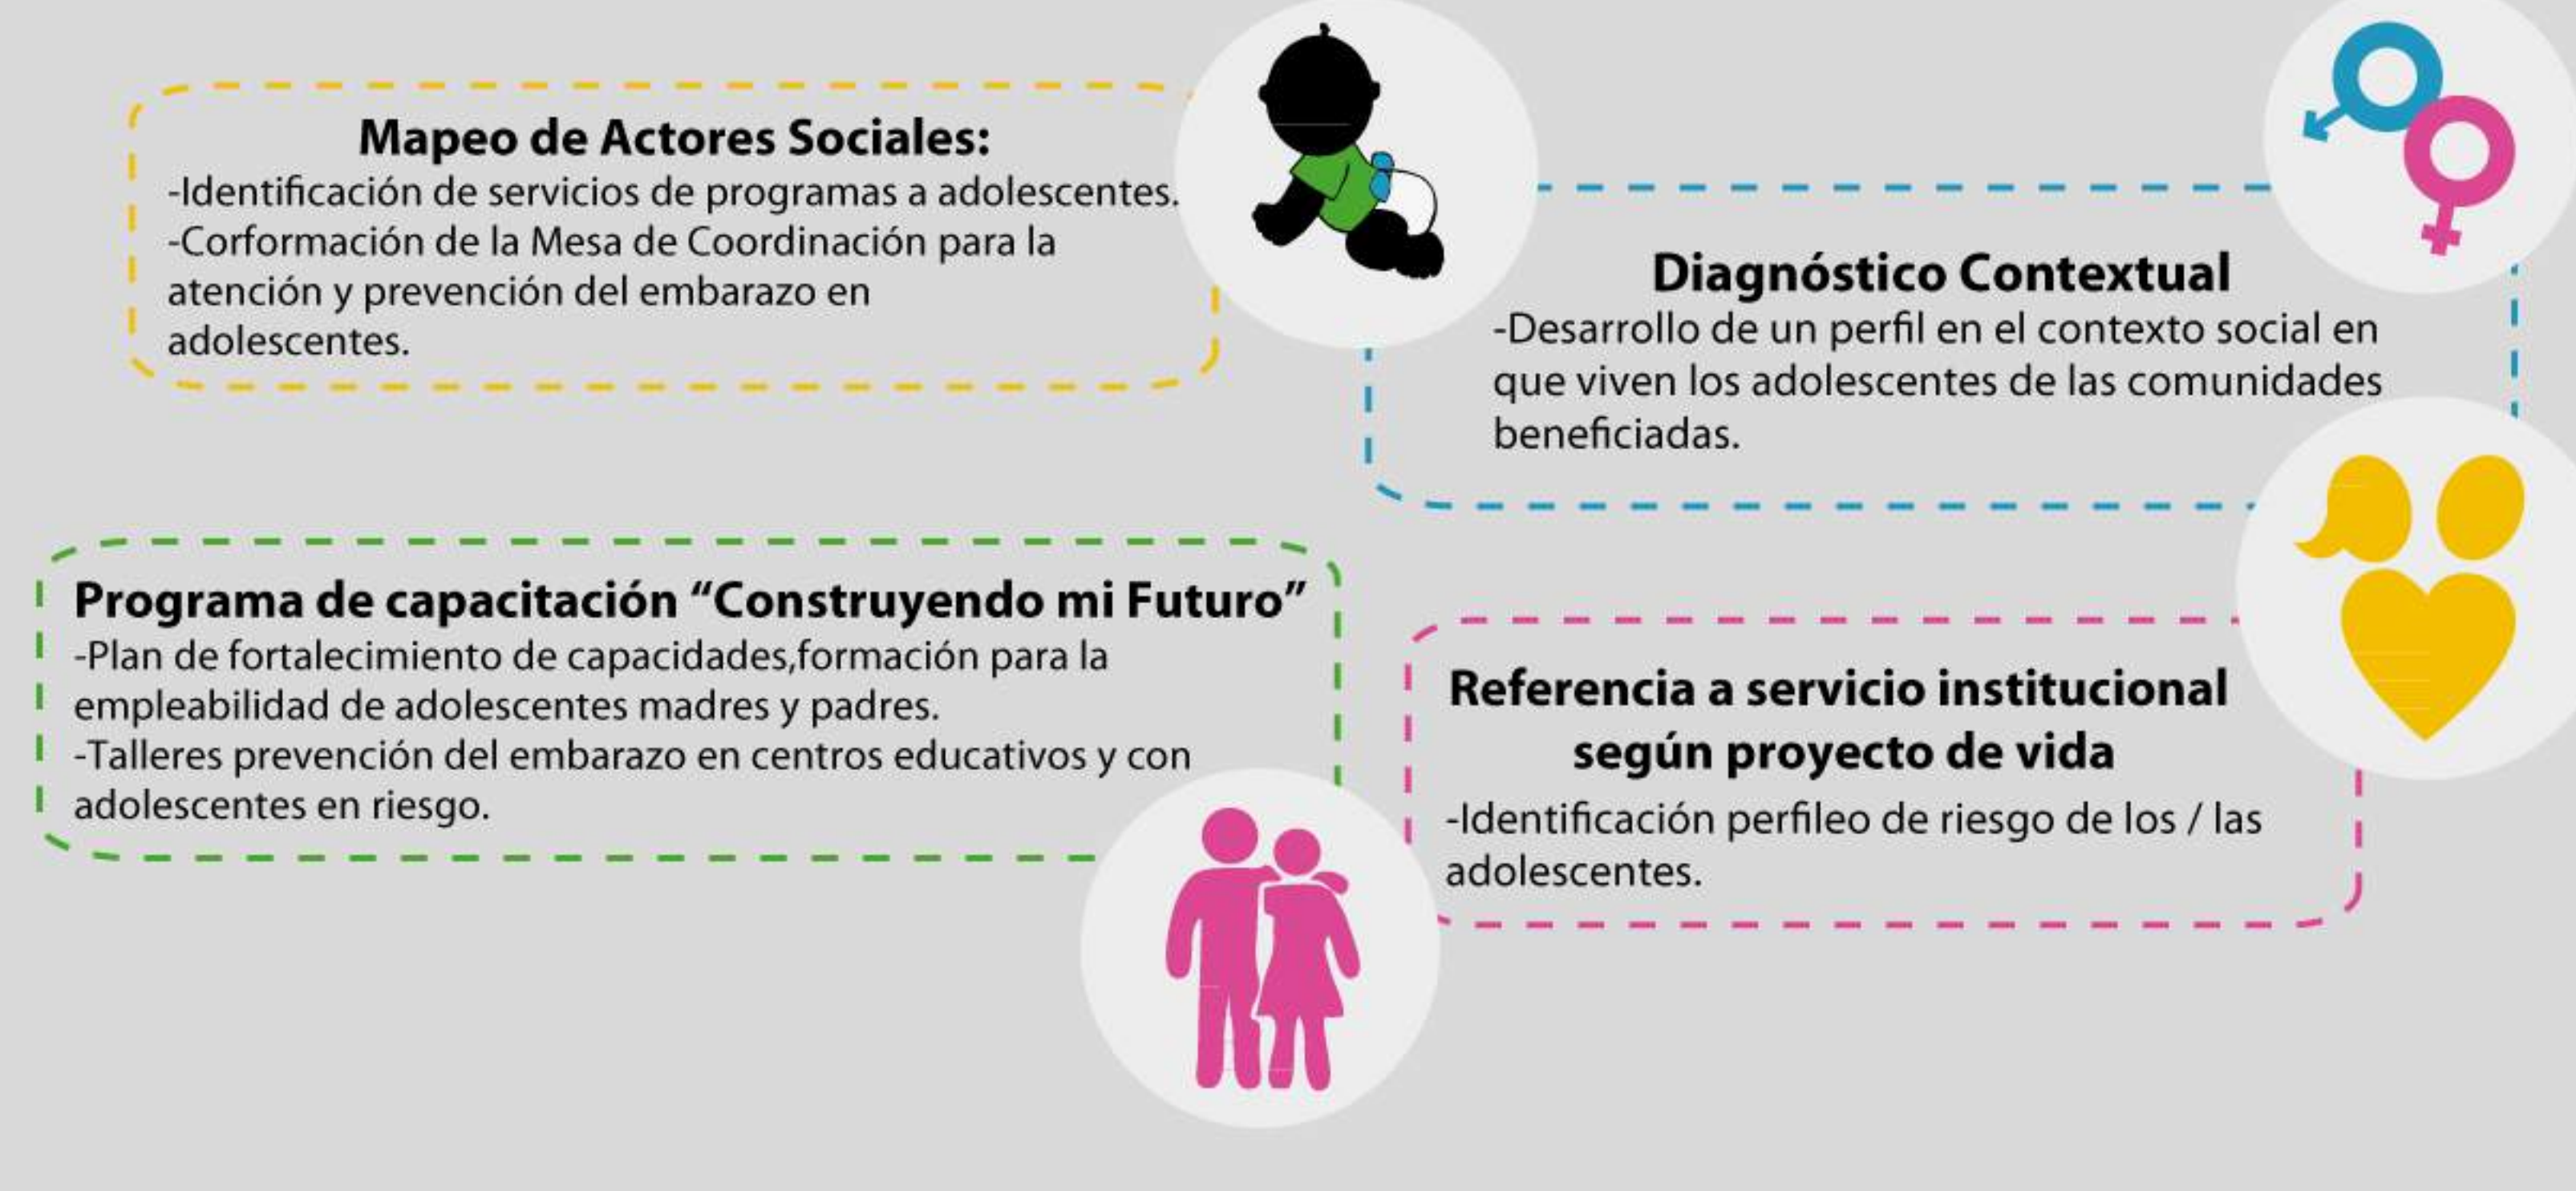 Mapeo de Actores Sociales:
-Identificación de servicios de programas a adolescentes.
-Corformación de la Mesa de Coordinación para la
atención y prevención del embarazo en
adolescentes.
Diagnóstico Contextual
-Desarrollo de un perfil en el contexto social en
que viven los adolescentes de las comunidades
beneficiadas.
Programa de capacitación “Construyendo mi Futuro”
-Plan de fortalecimiento de capacidades,formación para la
empleabilidad de adolescentes madres y padres.
-Talleres prevención del embarazo en centros educativos y con
adolescentes en riesgo.
Referencia a servicio institucional
según proyecto de vida
-Identificación perfileo de riesgo de los / las
adolescentes.